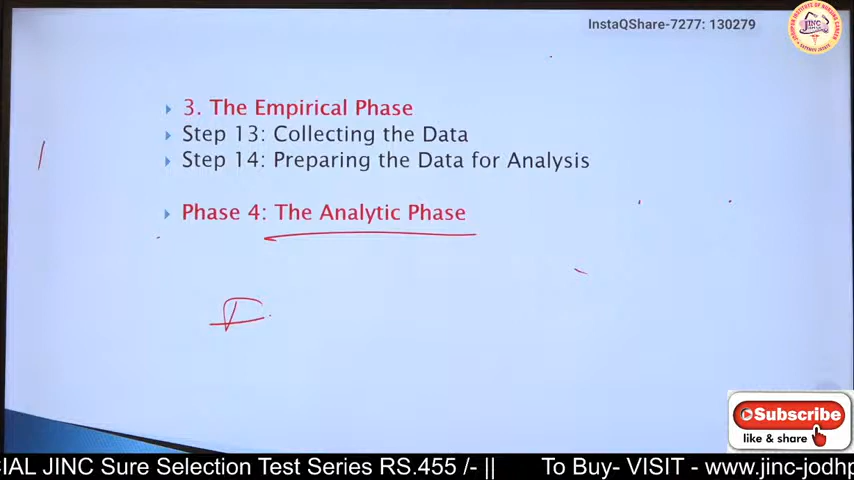 InstaQShare-7277: 130279
JINC
3. The Empirical Phase
Step 13: Collecting the Data
Step 14: Preparing the Data for Analysis
Phase 4: The Analytic Phase
Subscribe
like & share
CIAL JINC Sure Selection Test Series RS.455 /- || To Buy- VISIT - www.jinc-jodhp